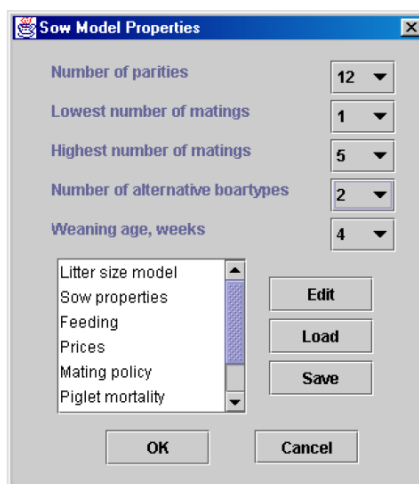 Sow Model Properties
Number of parities 12
Lowest number of matings 1
Highest number of matings 5
Number of alternative boartypes 2
Weaning age, weeks 4
Litter size model
Sow properties
Feeding
Prices
Mating policy
Piglet mortality
Edit
Load
Save
OK Cancel